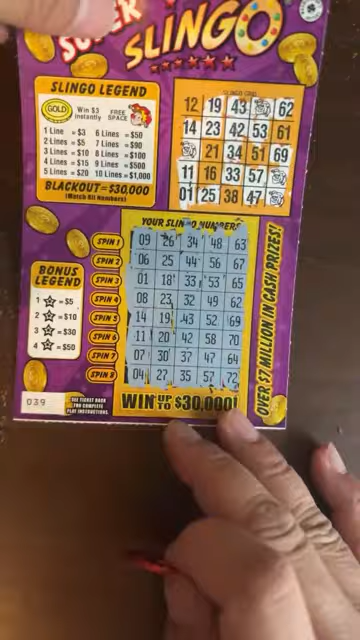 SUPER
SLINGO
SLINGO LEGEND
GOLD Win $3 instantly FREE SPACE
1 Line = $3 6 Lines = $50
2 Lines = $5 7 Lines = $90
3 Lines = $10 8 Lines = $100
4 Lines = $15 9 Lines = $500
5 Lines = $20 10 Lines = $1,000
BLACKOUT = $30,000
(Match All Numbers)
SLINGO GRID
12 19 43 62
14 23 42 53 61
21 34 51 69
11 16 33 57
01 25 38 47
YOUR SLINGO NUMBERS
SPIN 1 09 26 34 48 63
SPIN 2 06 25 44 56 67
SPIN 3 01 18 33 53 65
SPIN 4 08 23 32 49 62
SPIN 5 14 19 43 52 69
SPIN 6 11 20 42 58 70
SPIN 7 07 30 37 47 64
SPIN 8 04 27 35 57 72
BONUS LEGEND
1 = $5
2 = $10
3 = $30
4 = $50
039
SEE TICKET BACK FOR COMPLETE PLAY INSTRUCTIONS.
WIN UP TO $30,000!
OVER $7 MILLION IN CASH PRIZES!